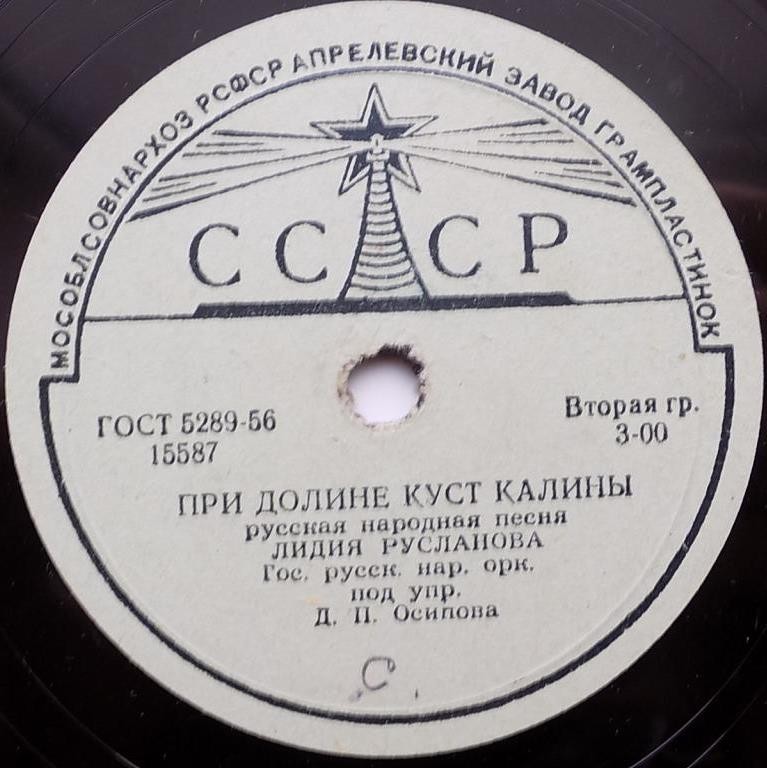 МОСОБЛСОВНАРХОЗ РСФСР АПРЕЛЕВСКИЙ ЗАВОД ГРАМПЛАСТИНОК
СССР
ГОСТ 5289-56
15587
Вторая гр.
3-00
ПРИ ДОЛИНЕ КУСТ КАЛИНЫ
русская народная песня
ЛИДИЯ РУСЛАНОВА
Гос. русск. нар. орк.
под упр.
Д. П. Осипова
С